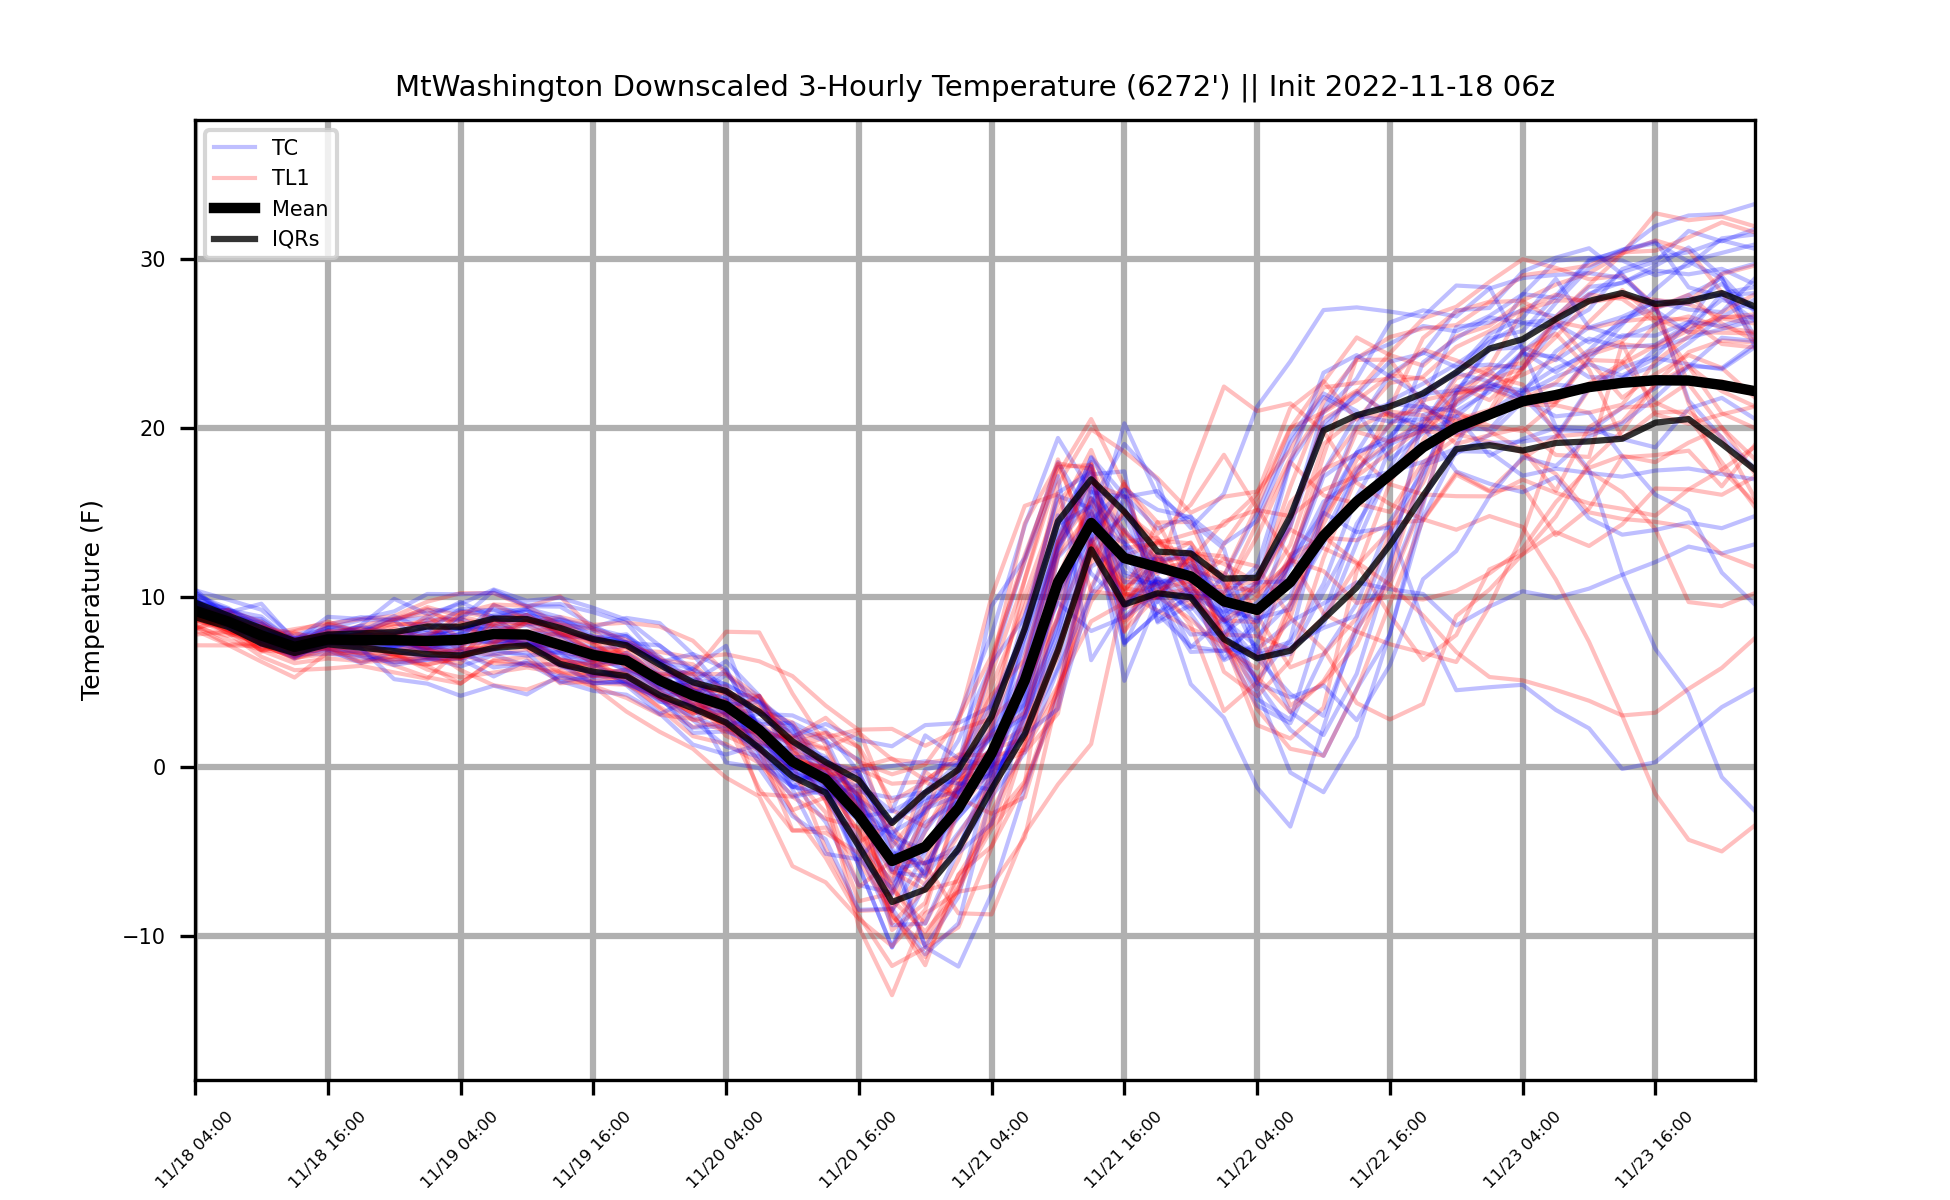 MtWashington Downscaled 3-Hourly Temperature (6272') || Init 2022-11-18 06z
TC
TL1
Mean
IQRs
Temperature (F)
30
20
10
0
−10
11/18 04:00
11/18 16:00
11/19 04:00
11/19 16:00
11/20 04:00
11/20 16:00
11/21 04:00
11/21 16:00
11/22 04:00
11/22 16:00
11/23 04:00
11/23 16:00